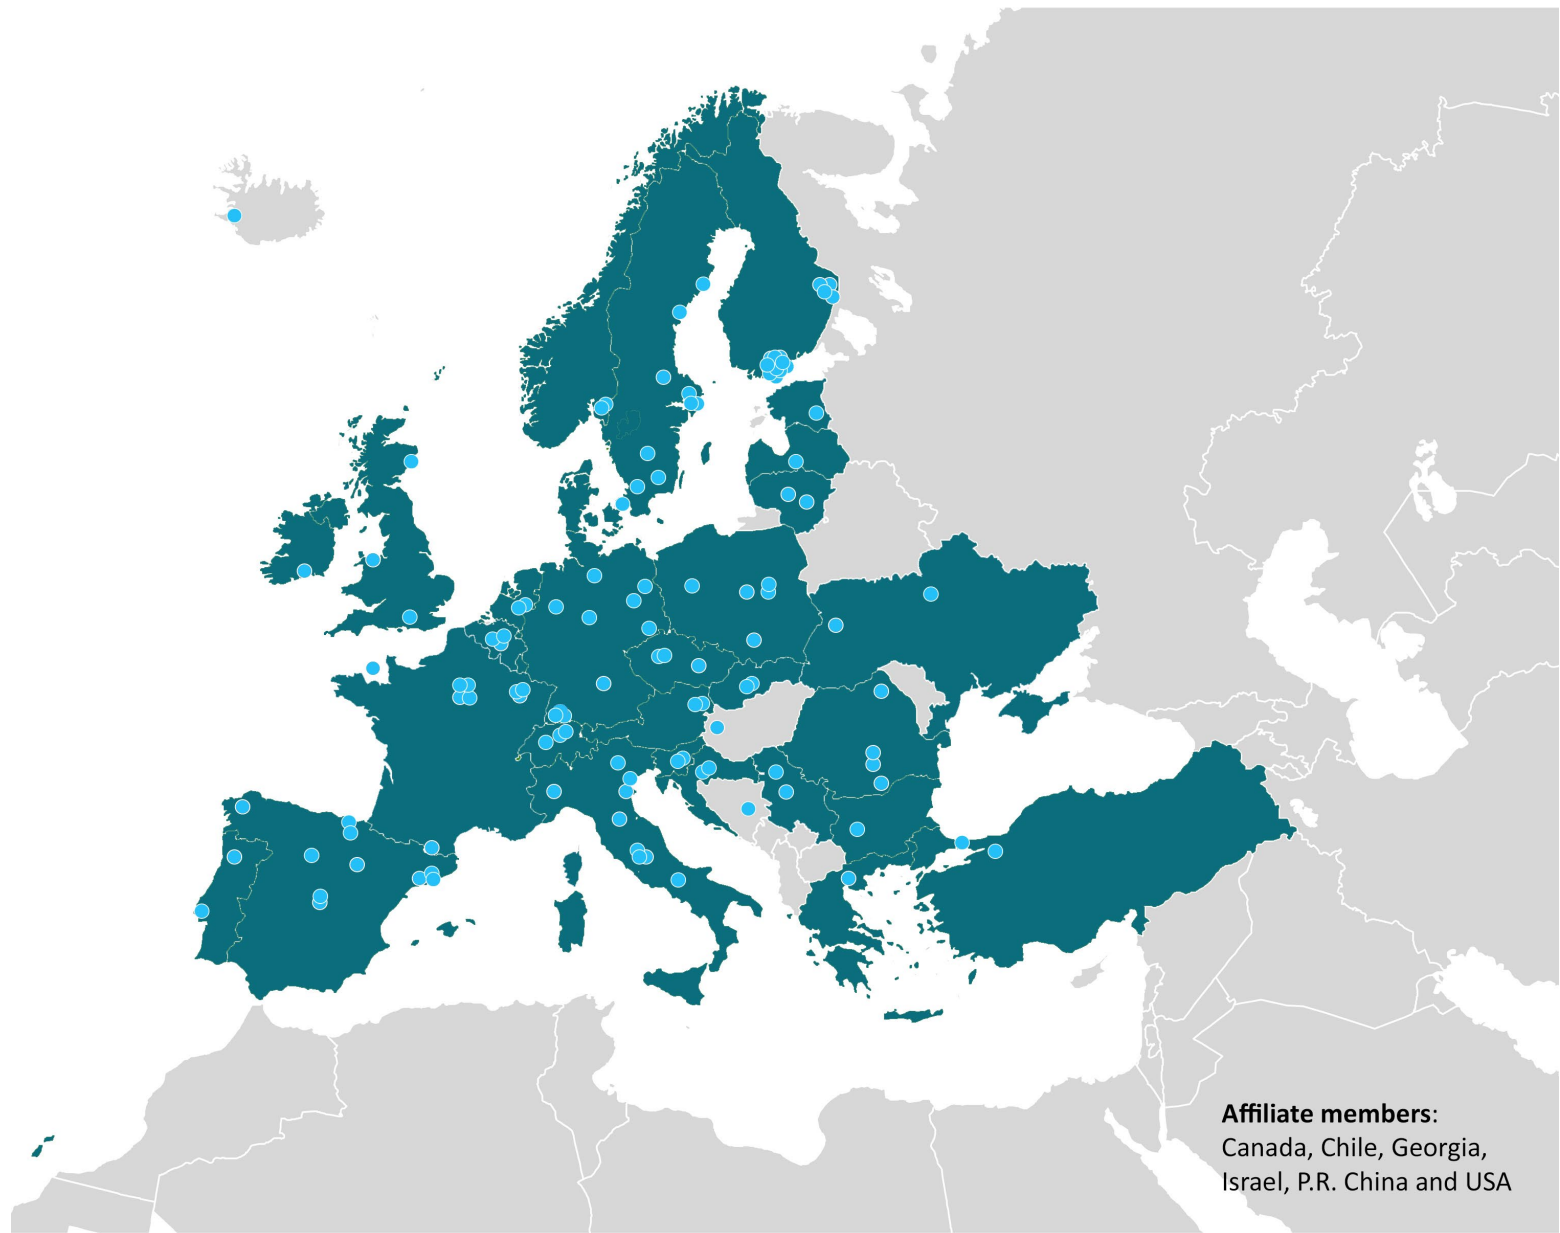 Affiliate members:
Canada, Chile, Georgia,
Israel, P.R. China and USA